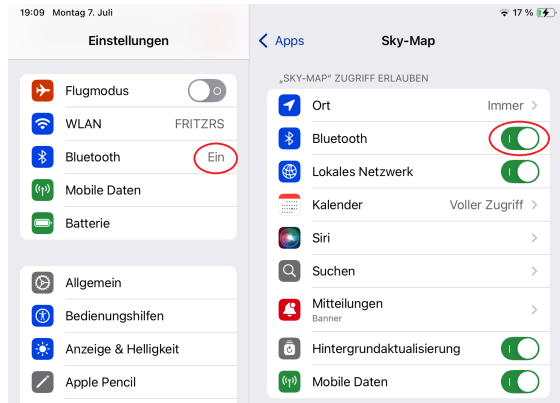 19:09 Montag 7. Juli
17 %
Einstellungen
Flugmodus
WLAN FRITZRS
Bluetooth Ein
Mobile Daten
Batterie
Allgemein
Bedienungshilfen
Anzeige & Helligkeit
Apple Pencil
Apps
Sky-Map
„SKY-MAP“ ZUGRIFF ERLAUBEN
Ort Immer
Bluetooth
Lokales Netzwerk
Kalender Voller Zugriff
Siri
Suchen
Mitteilungen
Banner
Hintergrundaktualisierung
Mobile Daten